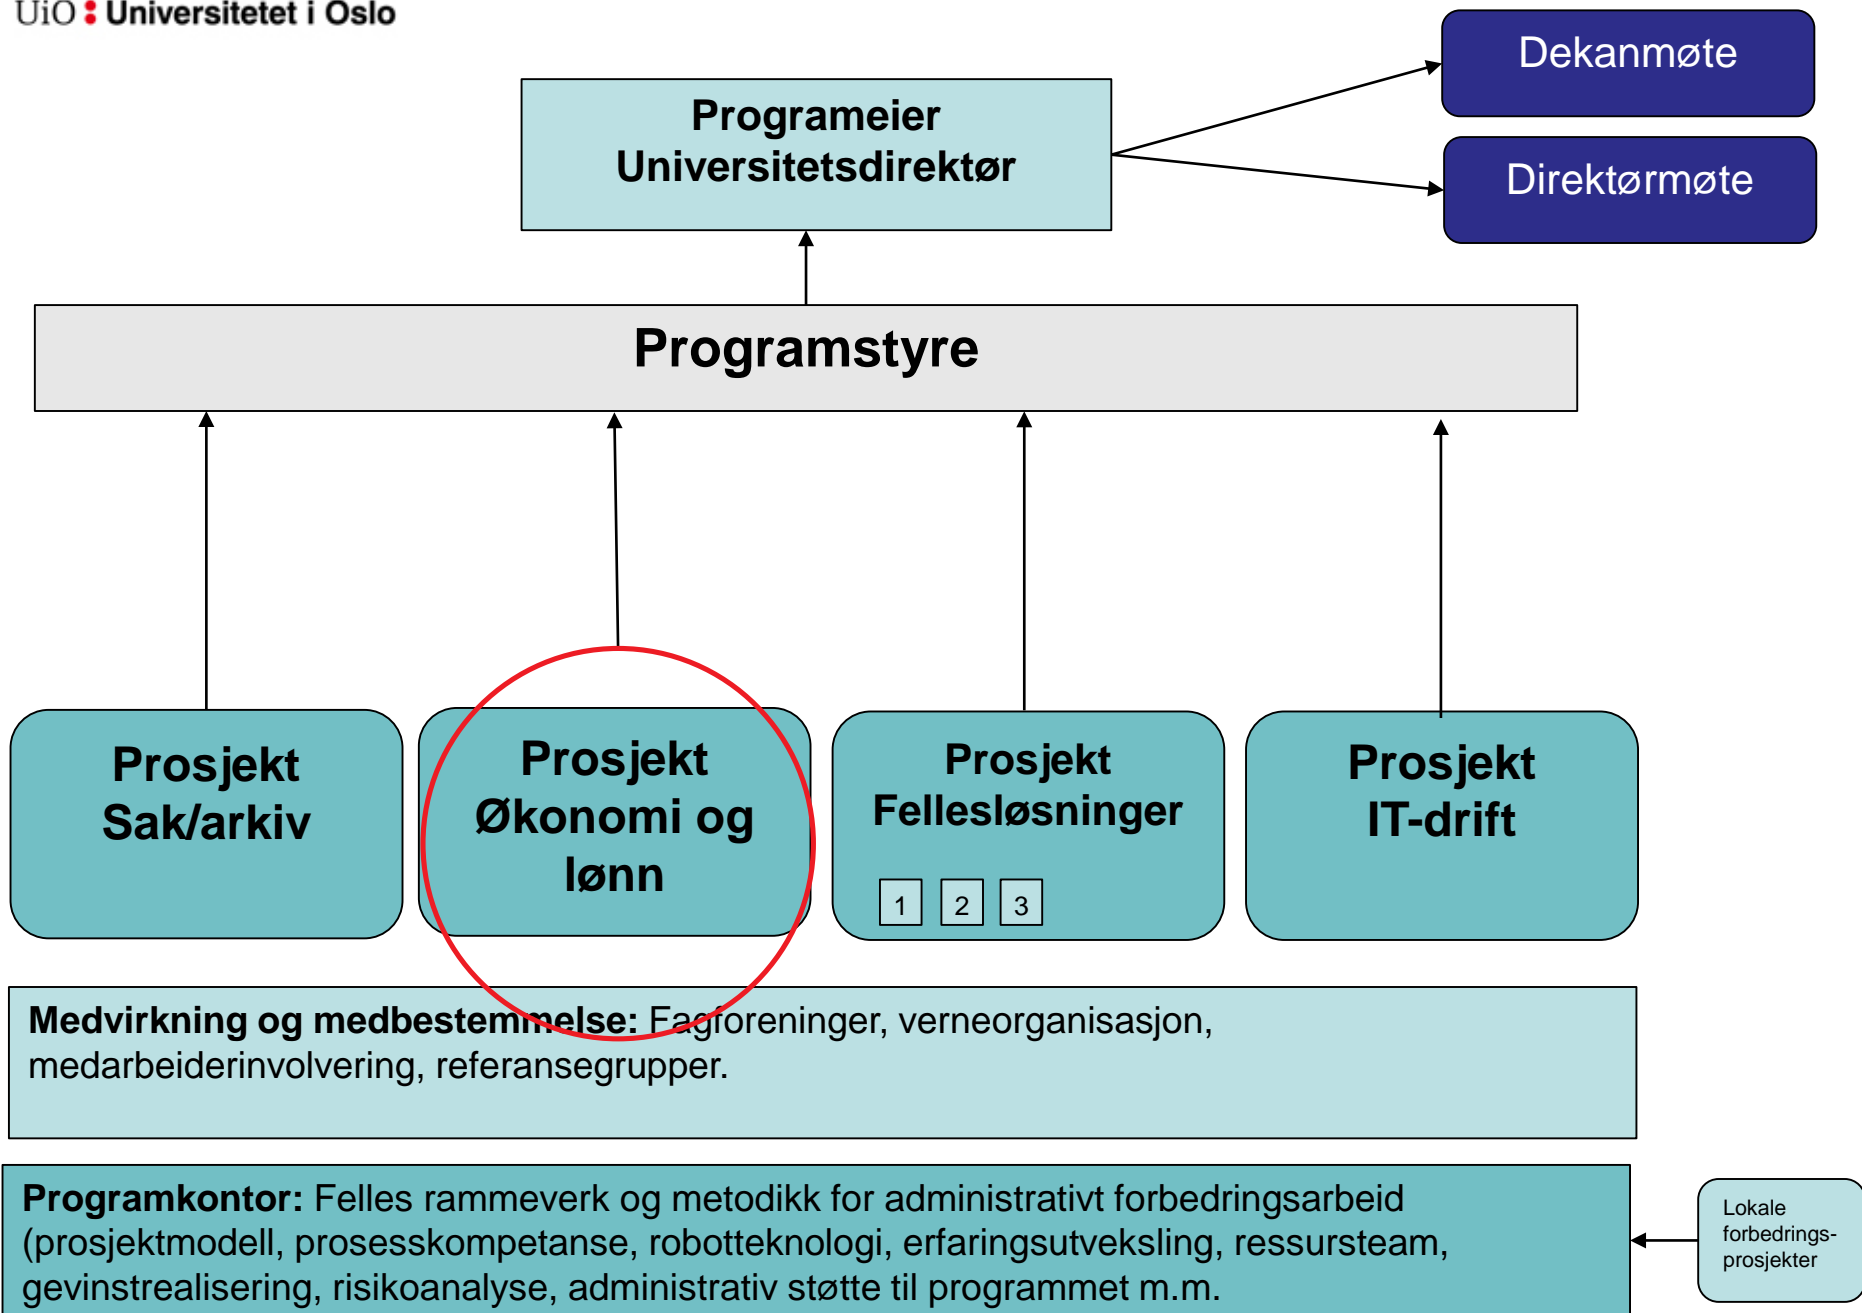 UiO : Universitetet i Oslo
Dekanmøte
Programeier
Universitetsdirektør
Direktørmøte
Programstyre
Prosjekt
Sak/arkiv
Prosjekt
Økonomi og
lønn
Prosjekt
Fellesløsninger
1 2 3
Prosjekt
IT-drift
Medvirkning og medbestemmelse: Fagforeninger, verneorganisasjon,
medarbeiderinvolvering, referansegrupper.
Programkontor: Felles rammeverk og metodikk for administrativt forbedringsarbeid
(prosjektmodell, prosesskompetanse, robotteknologi, erfaringsutveksling, ressursteam,
gevinstrealisering, risikoanalyse, administrativ støtte til programmet m.m.
Lokale
forbedrings-
prosjekter